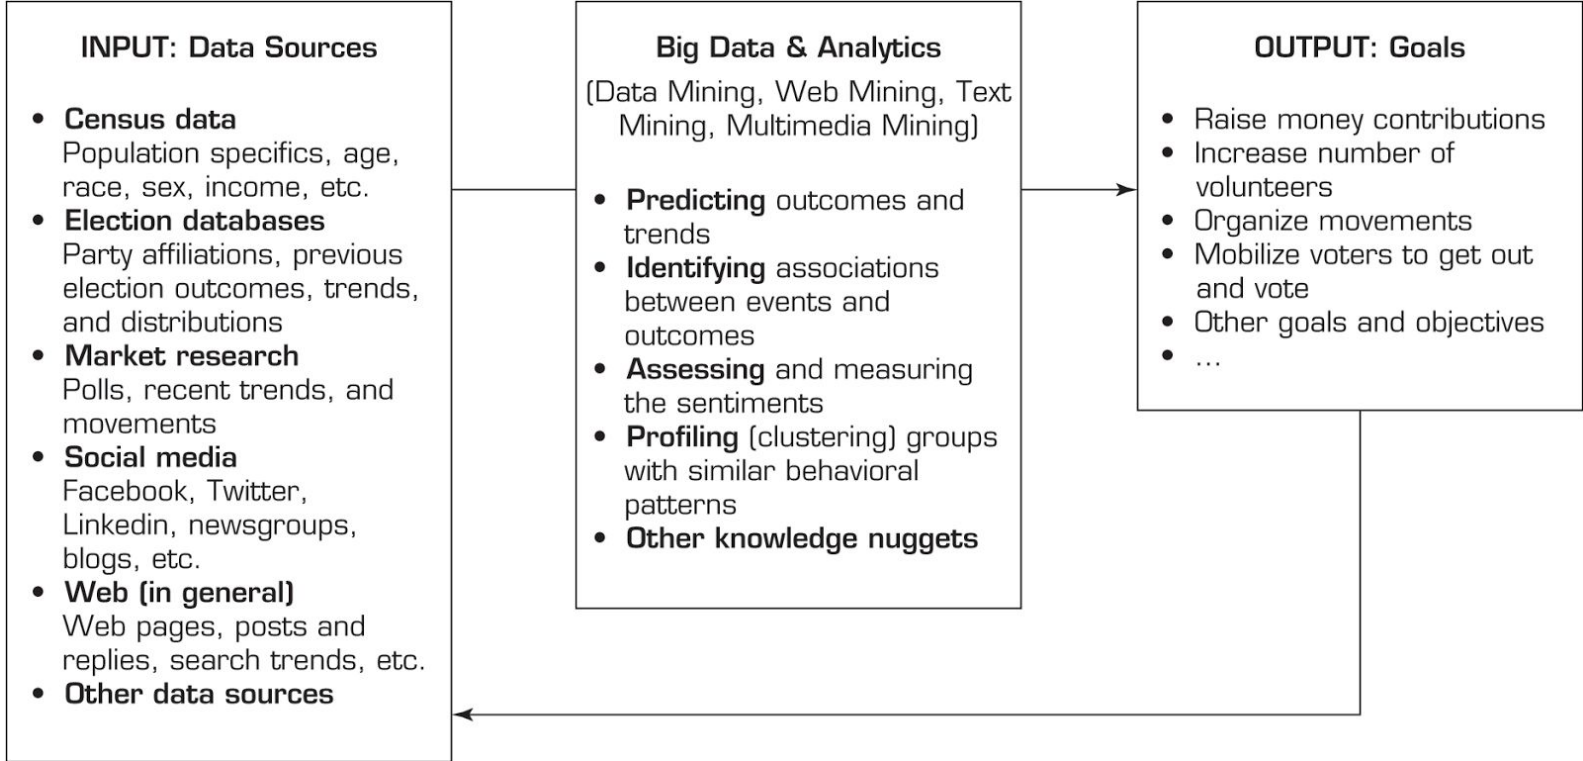 INPUT: Data Sources
• Census data
Population specifics, age,
race, sex, income, etc.
• Election databases
Party affiliations, previous
election outcomes, trends,
and distributions
• Market research
Polls, recent trends, and
movements
• Social media
Facebook, Twitter,
Linkedin, newsgroups,
blogs, etc.
• Web (in general)
Web pages, posts and
replies, search trends, etc.
• Other data sources
Big Data & Analytics
(Data Mining, Web Mining, Text
Mining, Multimedia Mining)
• Predicting outcomes and
trends
• Identifying associations
between events and
outcomes
• Assessing and measuring
the sentiments
• Profiling (clustering) groups
with similar behavioral
patterns
• Other knowledge nuggets
OUTPUT: Goals
• Raise money contributions
• Increase number of
volunteers
• Organize movements
• Mobilize voters to get out
and vote
• Other goals and objectives
• ...